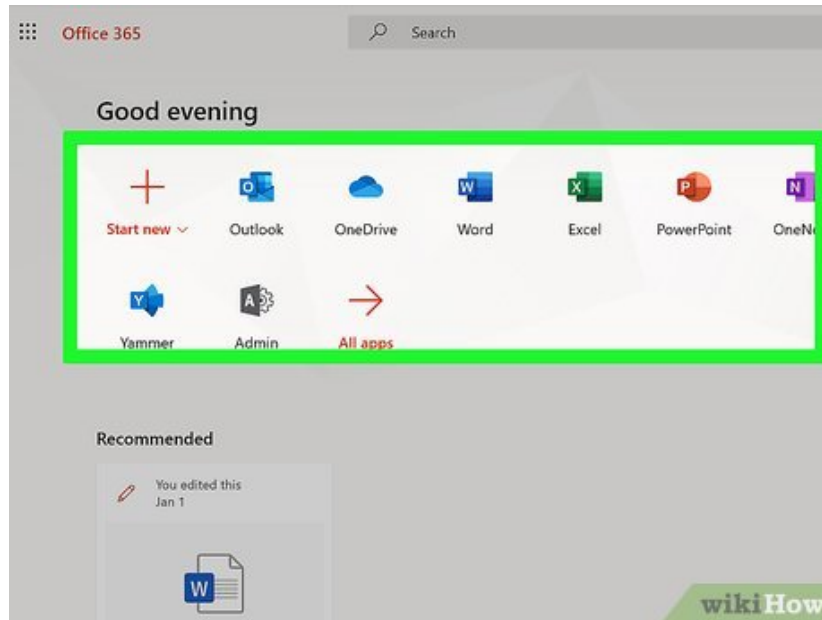 Office 365
Search
Good evening
Start new
Outlook
OneDrive
Word
Excel
PowerPoint
OneN
Yammer
Admin
All apps
Recommended
You edited this
Jan 1
wikiHow